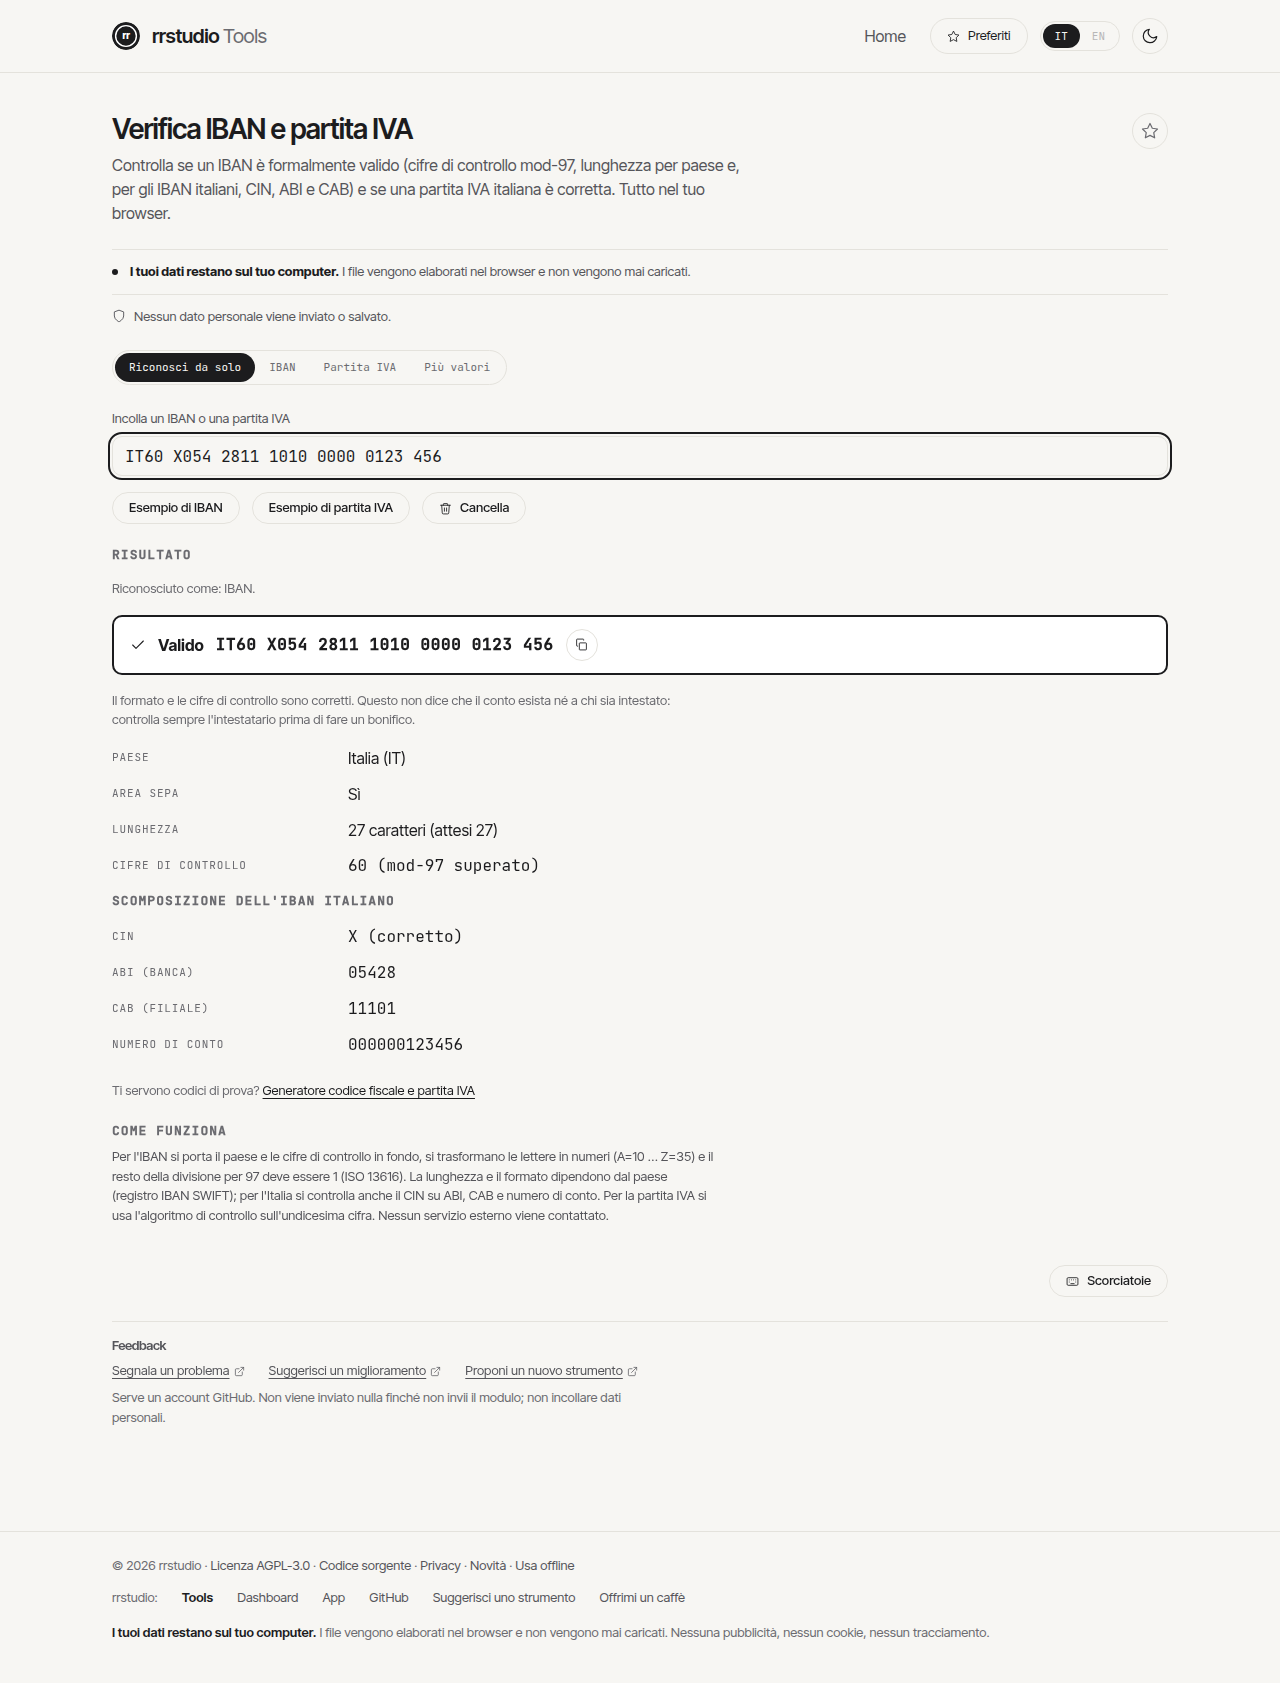 rr rrstudio Tools Home Preferiti IT EN
Verifica IBAN e partita IVA
Controlla se un IBAN è formalmente valido (cifre di controllo mod-97, lunghezza per paese e,
per gli IBAN italiani, CIN, ABI e CAB) e se una partita IVA italiana è corretta. Tutto nel tuo
browser.
I tuoi dati restano sul tuo computer. I file vengono elaborati nel browser e non vengono mai caricati.
Nessun dato personale viene inviato o salvato.
Riconosci da solo IBAN Partita IVA Più valori
Incolla un IBAN o una partita IVA
IT60 X054 2811 1010 0000 0123 456
Esempio di IBAN Esempio di partita IVA Cancella
RISULTATO
Riconosciuto come: IBAN.
Valido IT60 X054 2811 1010 0000 0123 456
Il formato e le cifre di controllo sono corretti. Questo non dice che il conto esista né a chi sia intestato:
controlla sempre l'intestatario prima di fare un bonifico.
PAESE Italia (IT)
AREA SEPA Sì
LUNGHEZZA 27 caratteri (attesi 27)
CIFRE DI CONTROLLO 60 (mod-97 superato)
SCOMPOSIZIONE DELL'IBAN ITALIANO
CIN X (corretto)
ABI (BANCA) 05428
CAB (FILIALE) 11101
NUMERO DI CONTO 000000123456
Ti servono codici di prova? Generatore codice fiscale e partita IVA
COME FUNZIONA
Per l'IBAN si porta il paese e le cifre di controllo in fondo, si trasformano le lettere in numeri (A=10 … Z=35) e il
resto della divisione per 97 deve essere 1 (ISO 13616). La lunghezza e il formato dipendono dal paese
(registro IBAN SWIFT); per l'Italia si controlla anche il CIN su ABI, CAB e numero di conto. Per la partita IVA si
usa l'algoritmo di controllo sull'undicesima cifra. Nessun servizio esterno viene contattato.
Scorciatoie
Feedback
Segnala un problema Suggerisci un miglioramento Proponi un nuovo strumento
Serve un account GitHub. Non viene inviato nulla finché non invii il modulo; non incollare dati
personali.
© 2026 rrstudio · Licenza AGPL-3.0 · Codice sorgente · Privacy · Novità · Usa offline
rrstudio: Tools Dashboard App GitHub Suggerisci uno strumento Offrimi un caffè
I tuoi dati restano sul tuo computer. I file vengono elaborati nel browser e non vengono mai caricati. Nessuna pubblicità, nessun cookie, nessun tracciamento.